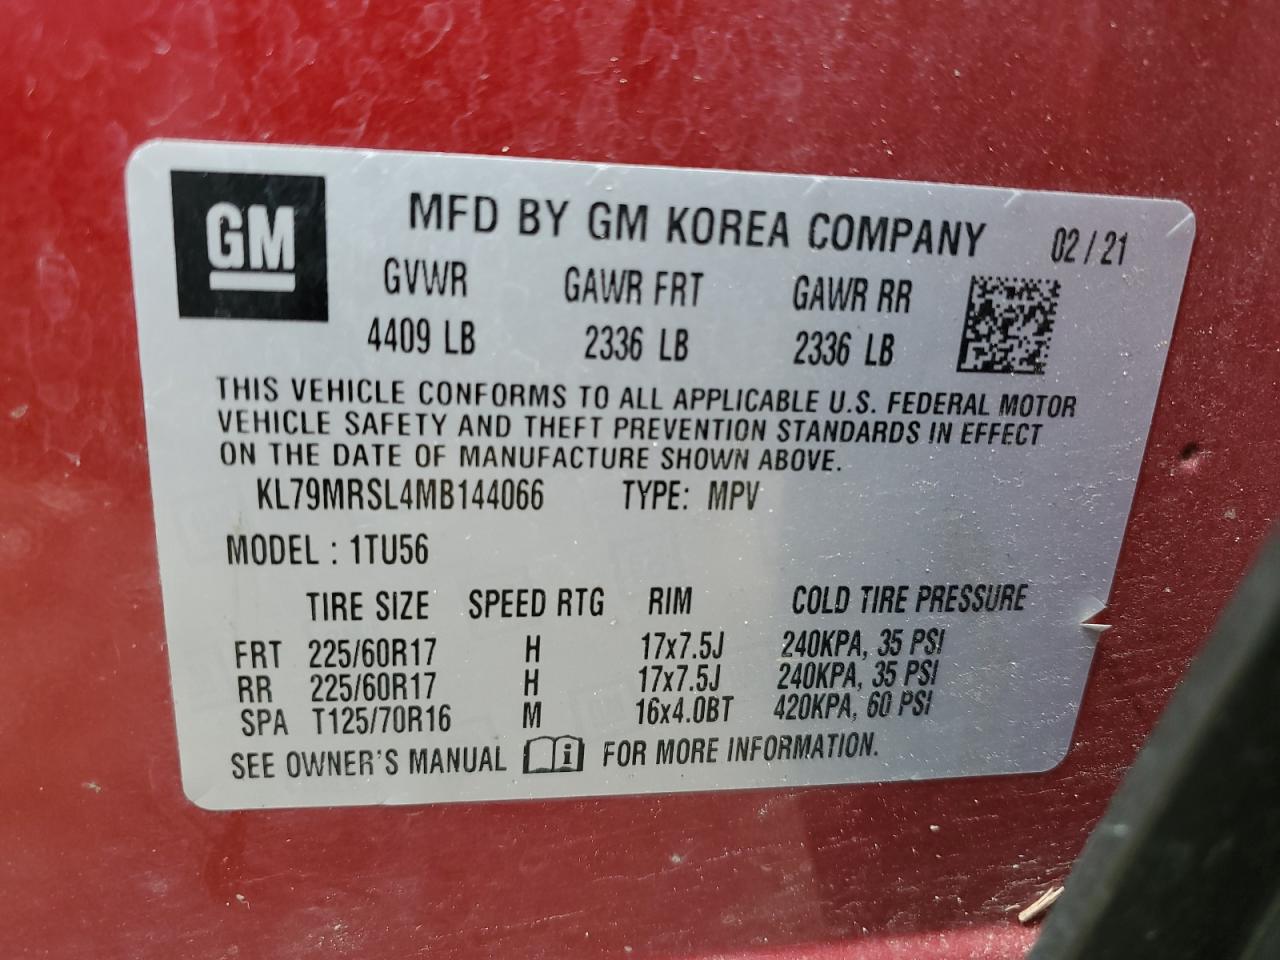 GM
MFD BY GM KOREA COMPANY 02/21
GVWR GAWR FRT GAWR RR
4409 LB 2336 LB 2336 LB
THIS VEHICLE CONFORMS TO ALL APPLICABLE U.S. FEDERAL MOTOR
VEHICLE SAFETY AND THEFT PREVENTION STANDARDS IN EFFECT
ON THE DATE OF MANUFACTURE SHOWN ABOVE.
KL79MRSL4MB144066 TYPE: MPV
MODEL : 1TU56
TIRE SIZE SPEED RTG RIM COLD TIRE PRESSURE
FRT 225/60R17 H 17x7.5J 240KPA, 35 PSI
RR 225/60R17 H 17x7.5J 240KPA, 35 PSI
SPA T125/70R16 M 16x4.0BT 420KPA, 60 PSI
SEE OWNER'S MANUAL i FOR MORE INFORMATION.